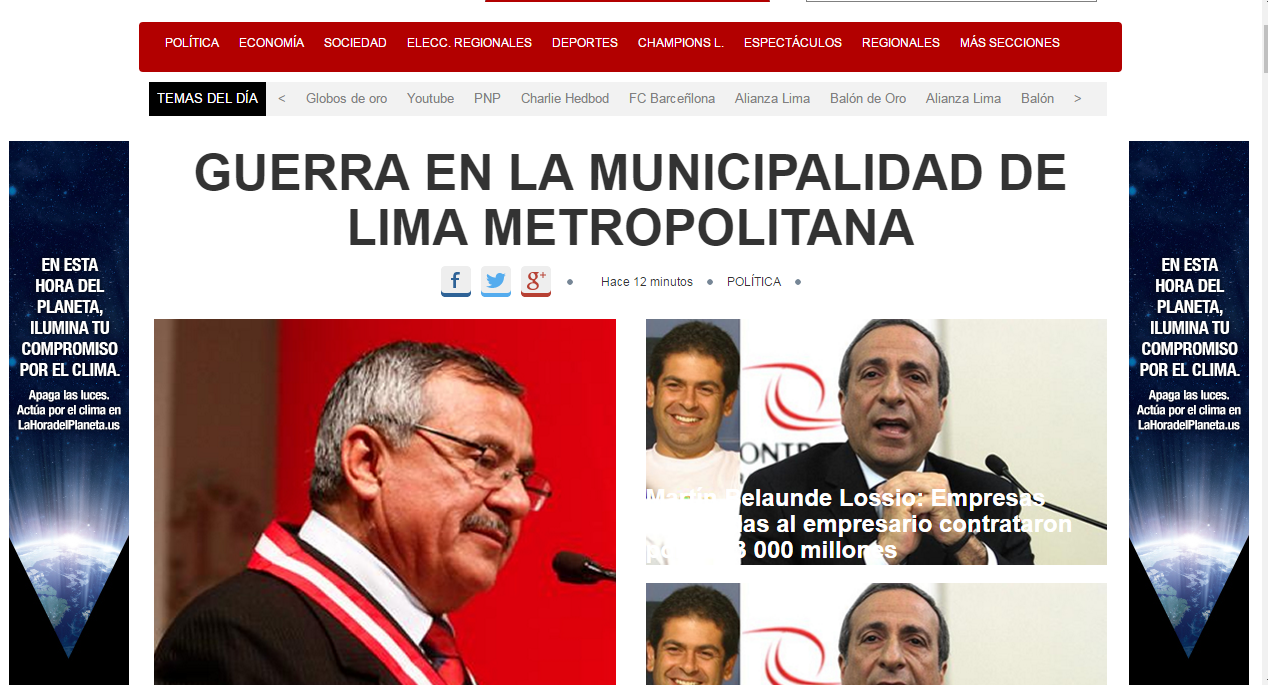 POLÍTICA ECONOMÍA SOCIEDAD ELECC. REGIONALES DEPORTES CHAMPIONS L. ESPECTÁCULOS REGIONALES MÁS SECCIONES
TEMAS DEL DÍA < Globos de oro Youtube PNP Charlie Hedbod FC Barceñlona Alianza Lima Balón de Oro Alianza Lima Balón >
GUERRA EN LA MUNICIPALIDAD DE
LIMA METROPOLITANA
f g+ Hace 12 minutos POLÍTICA
EN ESTA
HORA DEL
PLANETA,
ILUMINA TU
COMPROMISO
POR EL CLIMA.
Apaga las luces.
Actúa por el clima en
LaHoradelPlaneta.us
Martín Belaunde Lossio: Empresas
las al empresario contrataron
3 000 millones
EN ESTA
HORA DEL
PLANETA,
ILUMINA TU
COMPROMISO
POR EL CLIMA.
Apaga las luces.
Actúa por el clima en
LaHoradelPlaneta.us